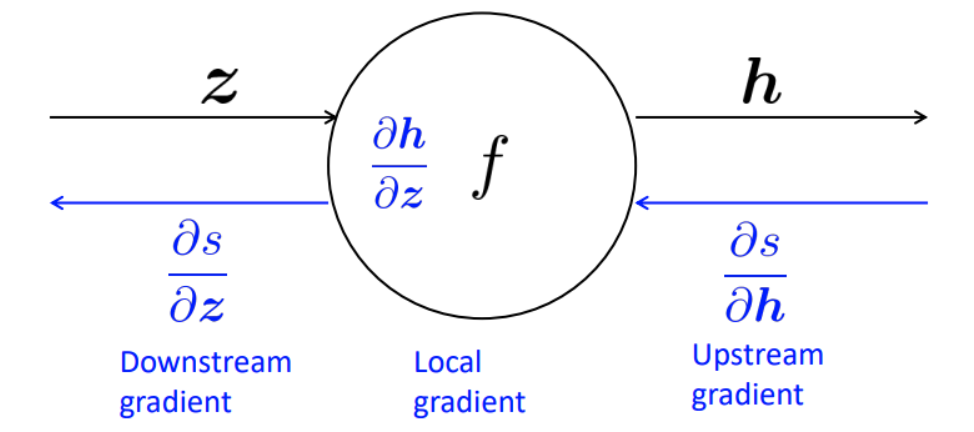 z
h
∂h
∂z
f
∂s
∂z
∂s
∂h
Downstream
gradient
Local
gradient
Upstream
gradient